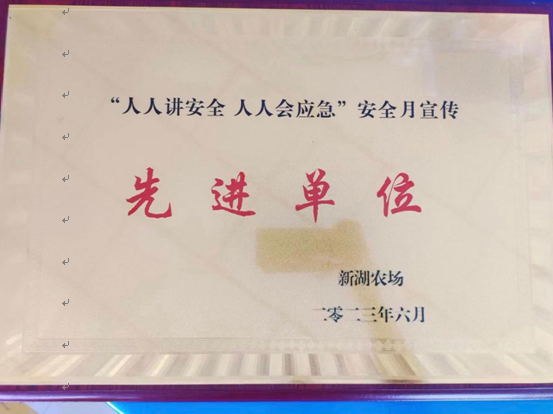 “人人讲安全 人人会应急”安全月宣传
先进单位
新湖农场
二零二三年六月